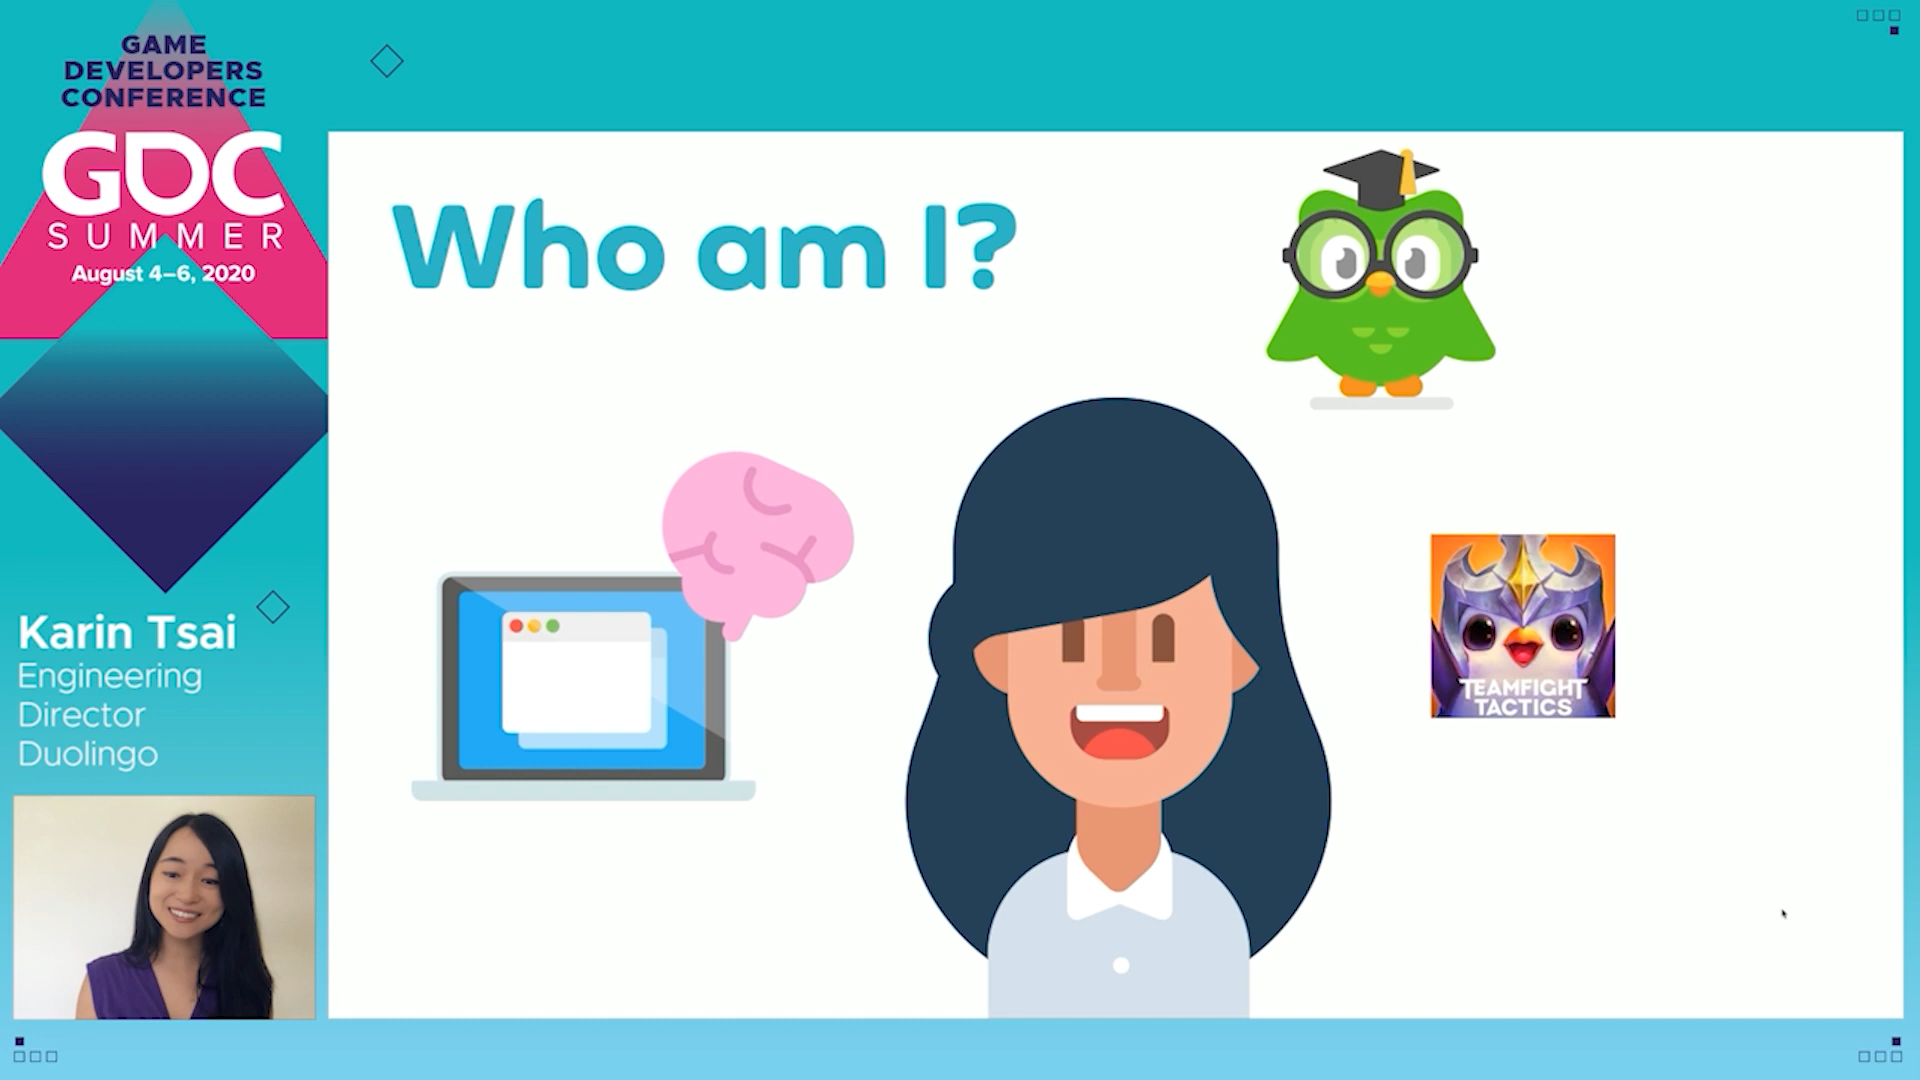 GAME
DEVELOPERS
CONFERENCE
GDC
SUMMER
August 4–6, 2020
Karin Tsai
Engineering
Director
Duolingo
Who am I?
TEAMFIGHT
TACTICS